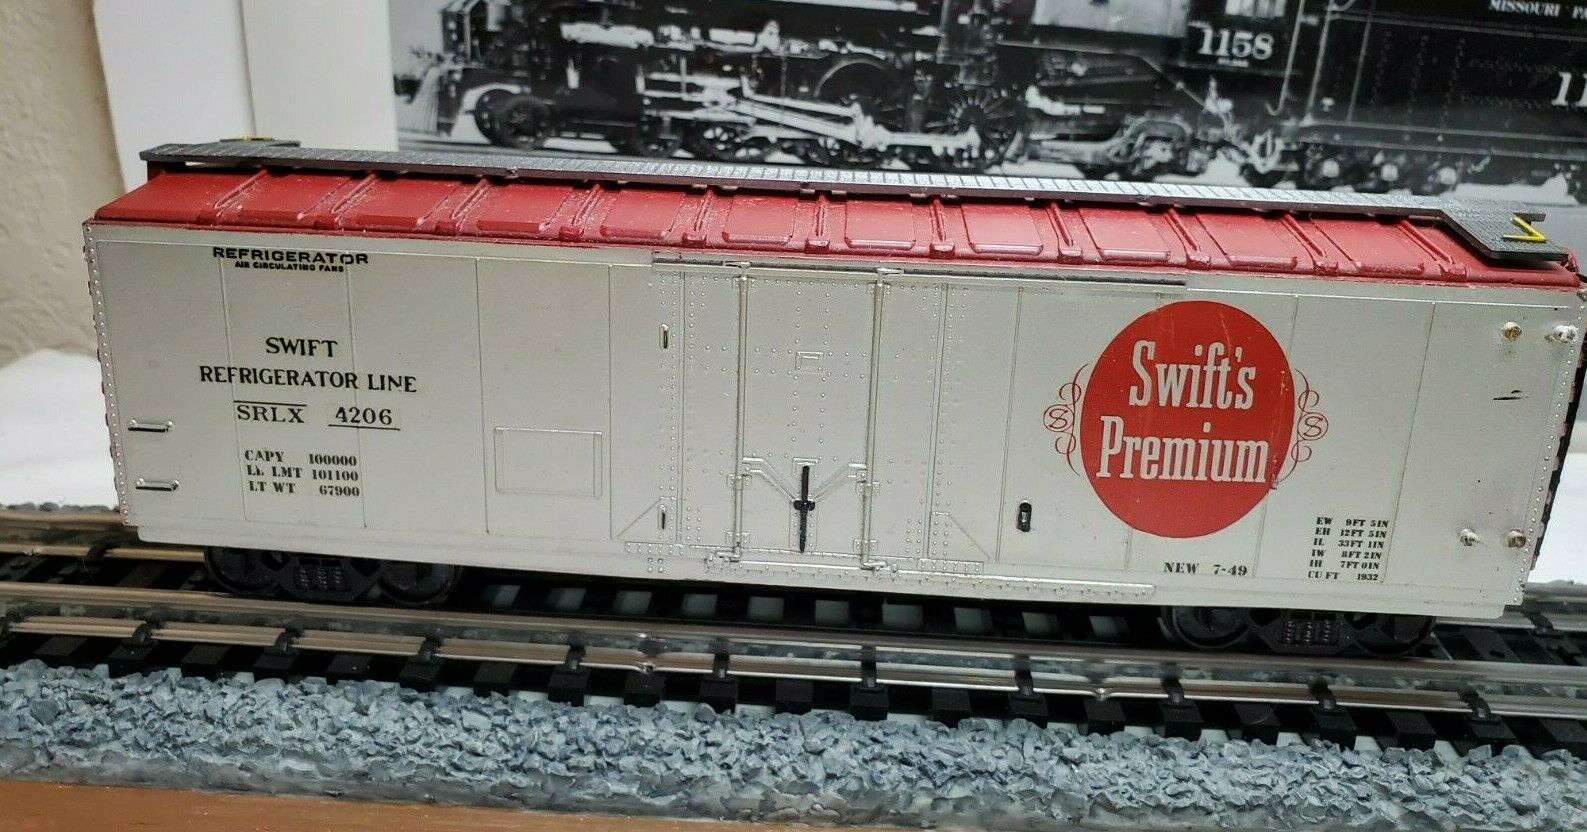 1158
MISSOURI
REFRIGERATOR
AIR CIRCULATING FANS
SWIFT
REFRIGERATOR LINE
SRLX 4206
CAPY 100000
Ld. LMT 101100
LT WT 67900
Swift's
Premium
S
S
NEW 7-49
EW 9FT 5IN
EH 12FT 5IN
IL 33FT 1IN
IW 8FT 2IN
IH 7FT 0IN
CU FT 1932